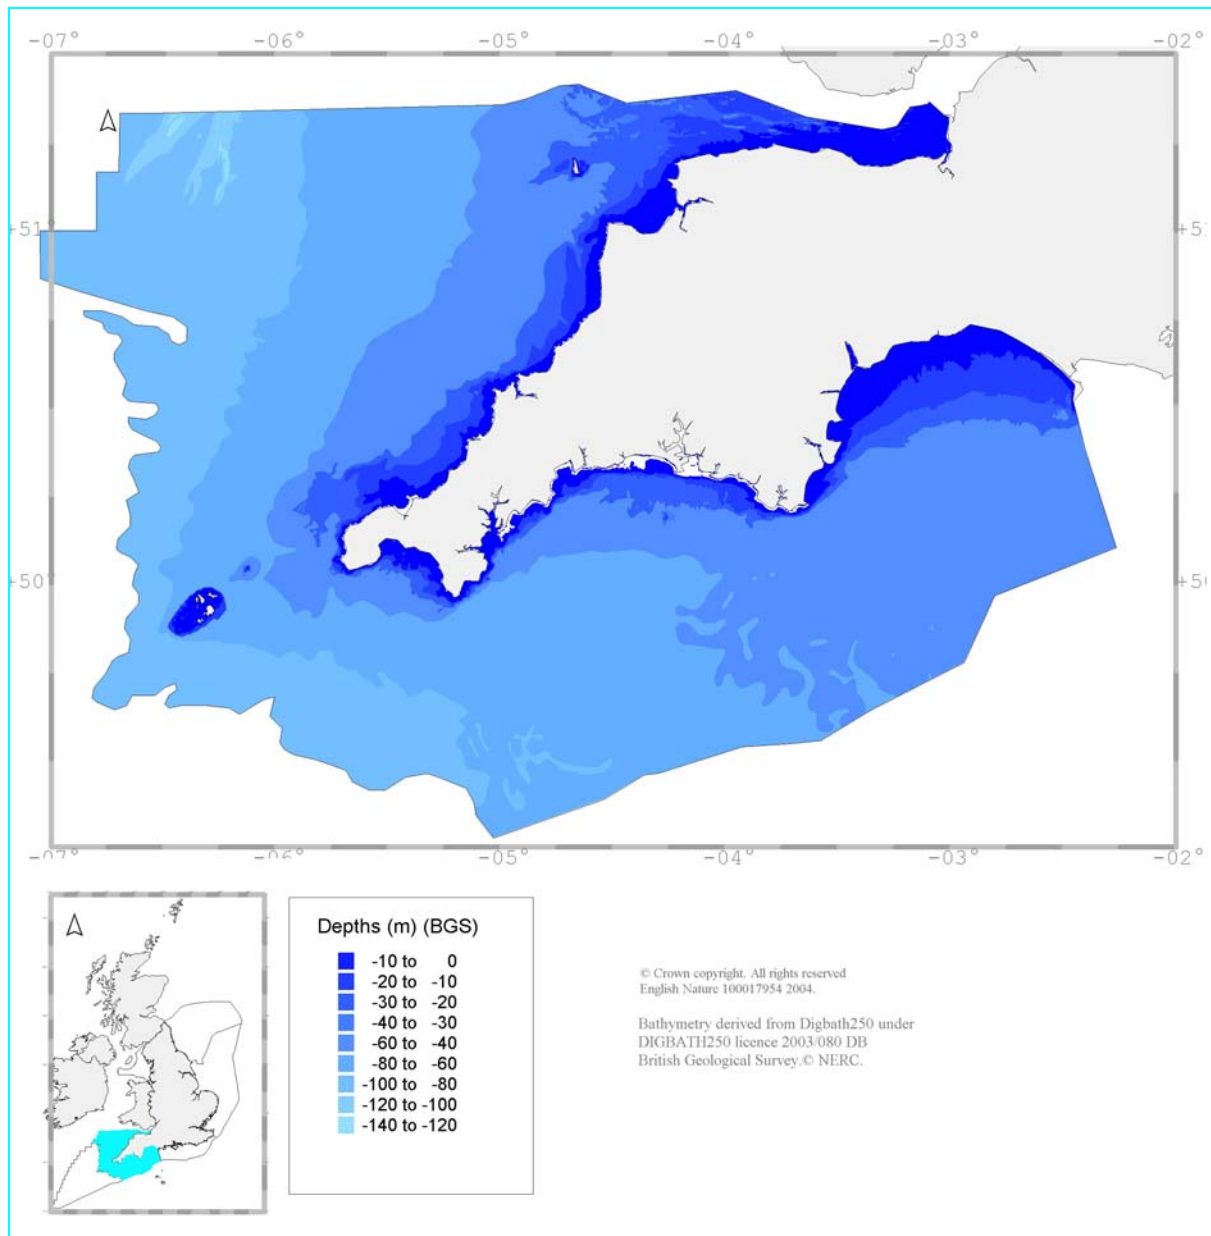 -07° -06° -05° -04° -03° -02°
+51° +51
+50° +50
-07° -06° -05° -04° -03° -02°
Depths (m) (BGS)
-10 to 0
-20 to -10
-30 to -20
-40 to -30
-60 to -40
-80 to -60
-100 to -80
-120 to -100
-140 to -120
© Crown copyright. All rights reserved
English Nature 100017954 2004.
Bathymetry derived from Digbath250 under
DIGBATH250 licence 2003/080 DB
British Geological Survey.© NERC.